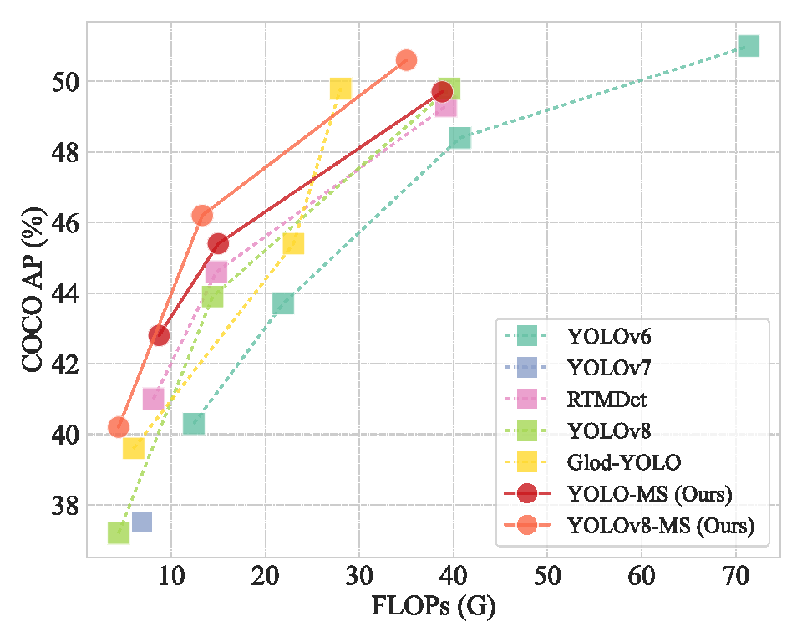 COCO AP (%)
50
48
46
44
42
40
38
10 20 30 40 50 60 70
FLOPs (G)
YOLOv6
YOLOv7
RTMDct
YOLOv8
Glod-YOLO
YOLO-MS (Ours)
YOLOv8-MS (Ours)